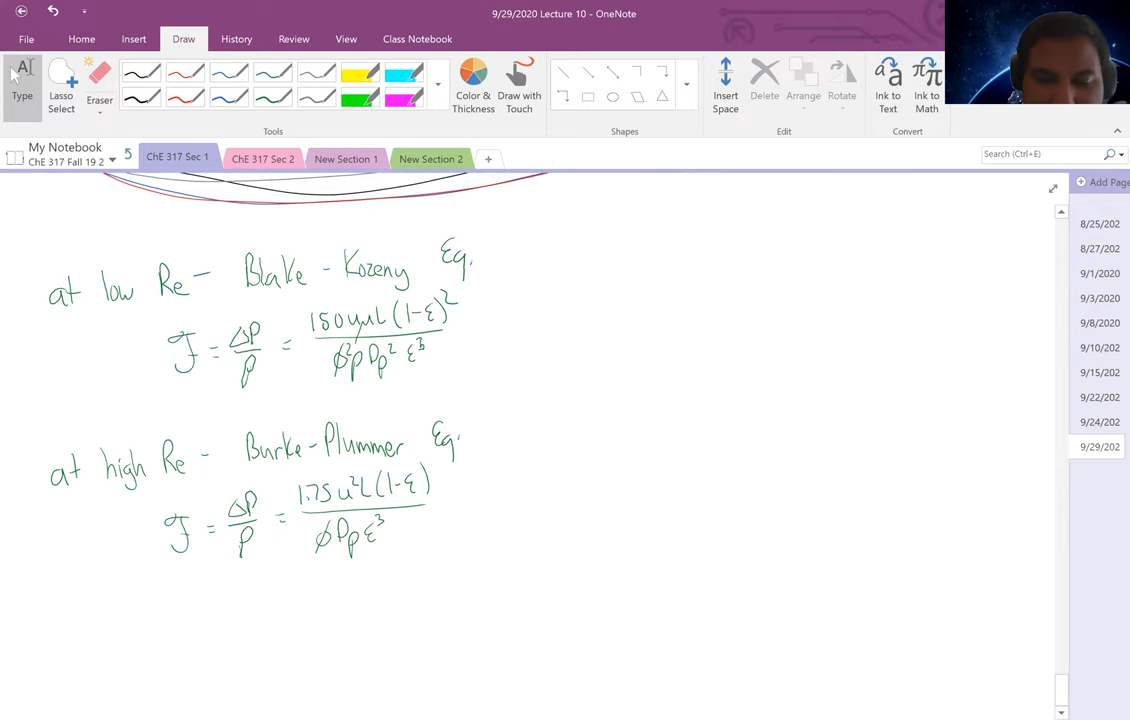 9/29/2020 Lecture 10 - OneNote
File Home Insert Draw History Review View Class Notebook
Type Lasso Select Eraser Color & Thickness Draw with Touch Insert Space Delete Arrange Rotate Ink to Text Ink to Math
Tools Shapes Edit Convert
My Notebook
ChE 317 Fall 19 2 ChE 317 Sec 1 ChE 317 Sec 2 New Section 1 New Section 2 + Search (Ctrl+E)
Add Page
8/25/202
8/27/202
9/1/2020
9/3/2020
9/8/2020
9/10/202
9/15/202
9/22/202
9/24/202
9/29/202
at low Re - Blake - Kozeny Eq.
ℱ = ΔP/ρ = 150 μuL(1-ε)²/ϕ²ρDp²ε³
at high Re - Burke-Plummer Eq.
ℱ = ΔP/ρ = 1.75u²L(1-ε)/ϕDpε³